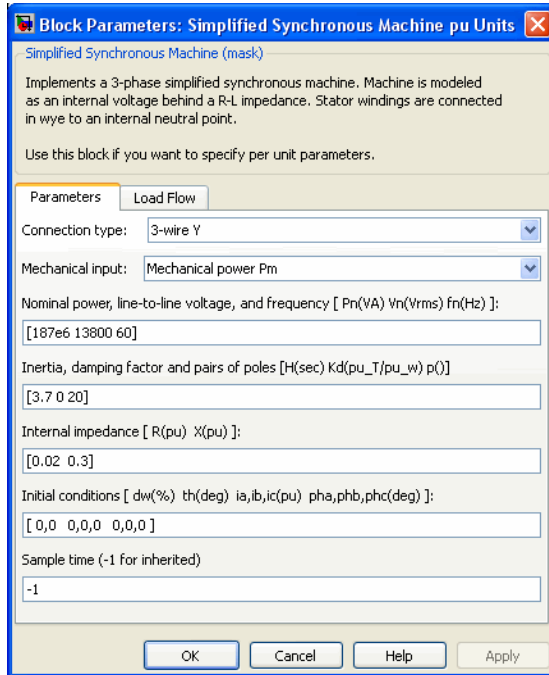 Block Parameters: Simplified Synchronous Machine pu Units
Simplified Synchronous Machine (mask)
Implements a 3-phase simplified synchronous machine. Machine is modeled
as an internal voltage behind a R-L impedance. Stator windings are connected
in wye to an internal neutral point.
Use this block if you want to specify per unit parameters.
Parameters Load Flow
Connection type: 3-wire Y
Mechanical input: Mechanical power Pm
Nominal power, line-to-line voltage, and frequency [ Pn(VA) Vn(Vrms) fn(Hz) ]:
[187e6 13800 60]
Inertia, damping factor and pairs of poles [H(sec) Kd(pu_T/pu_w) p()]
[3.7 0 20]
Internal impedance [ R(pu) X(pu) ]:
[0.02 0.3]
Initial conditions [ dw(%) th(deg) ia,ib,ic(pu) pha,phb,phc(deg) ]:
[ 0,0 0,0,0 0,0,0 ]
Sample time (-1 for inherited)
-1
OK Cancel Help Apply